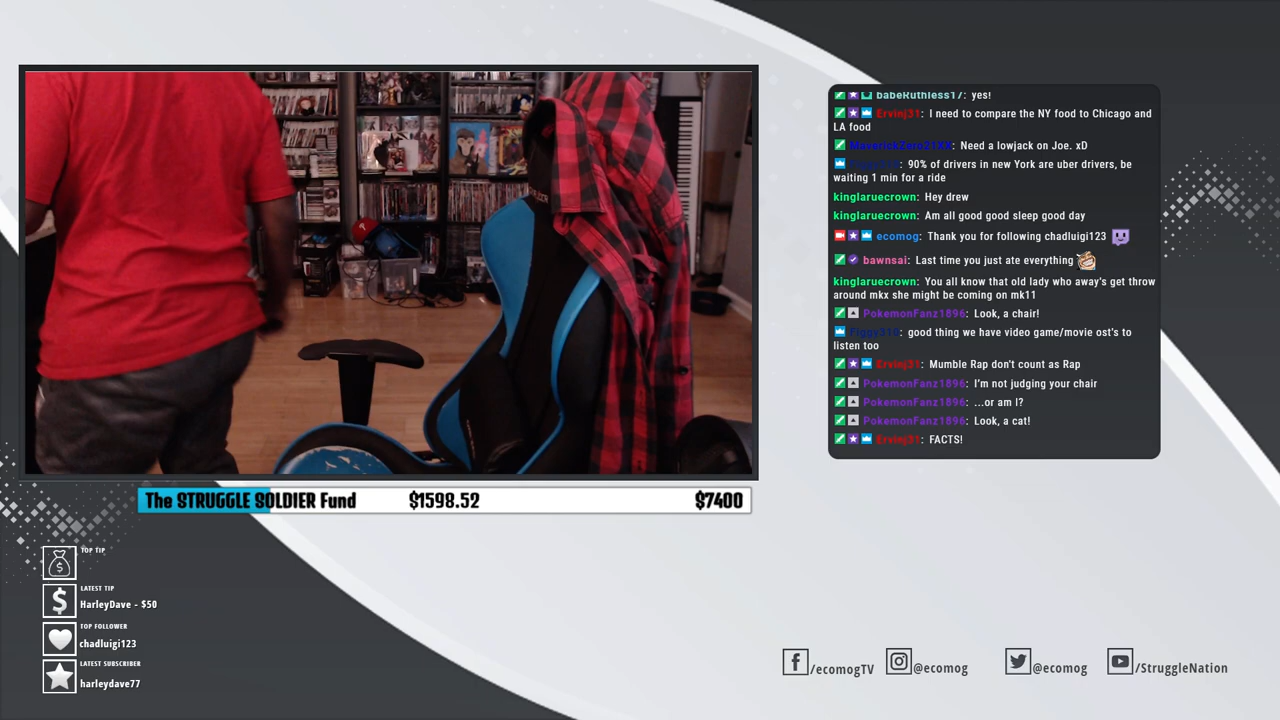 babeRuthless17: yes!
Ervinj31: I need to compare the NY food to Chicago and
LA food
MaverickZero21XX: Need a lowjack on Joe. xD
90% of drivers in new York are uber drivers, be
waiting 1 min for a ride
kinglaruecrown: Hey drew
kinglaruecrown: Am all good good sleep good day
ecomog: Thank you for following chadluigi123
bawnsai: Last time you just ate everything
kinglaruecrown: You all know that old lady who away's get throw
around mkx she might be coming on mk11
PokemonFanz1896: Look, a chair!
Figgy310: good thing we have video game/movie ost's to
listen too
Ervinj31: Mumble Rap don't count as Rap
PokemonFanz1896: I'm not judging your chair
PokemonFanz1896: ...or am I?
PokemonFanz1896: Look, a cat!
Ervinj31: FACTS!
The STRUGGLE SOLDIER Fund $1598.52 $7400
TOP TIP
LATEST TIP
HarleyDave - $50
TOP FOLLOWER
chadluigi123
LATEST SUBSCRIBER
harleydave77
/ecomogTV @ecomog @ecomog /StruggleNation